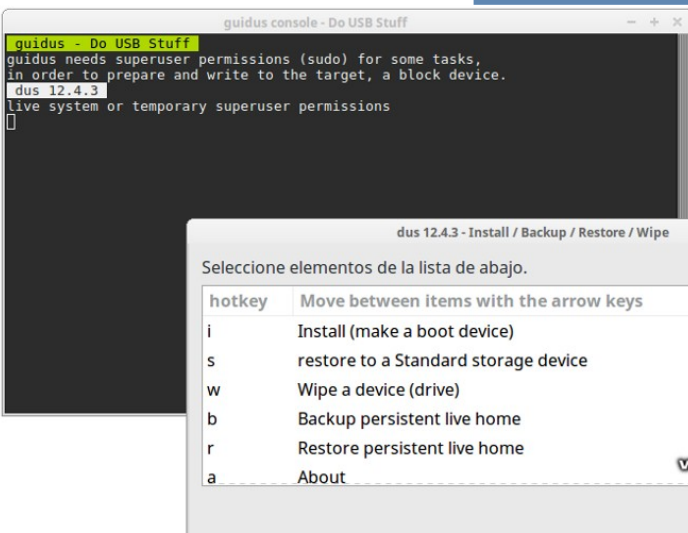 guidus console - Do USB Stuff
guidus - Do USB Stuff
guidus needs superuser permissions (sudo) for some tasks,
in order to prepare and write to the target, a block device.
dus 12.4.3
live system or temporary superuser permissions
dus 12.4.3 - Install / Backup / Restore / Wipe
Seleccione elementos de la lista de abajo.
hotkey Move between items with the arrow keys
i Install (make a boot device)
s restore to a Standard storage device
w Wipe a device (drive)
b Backup persistent live home
r Restore persistent live home
a About